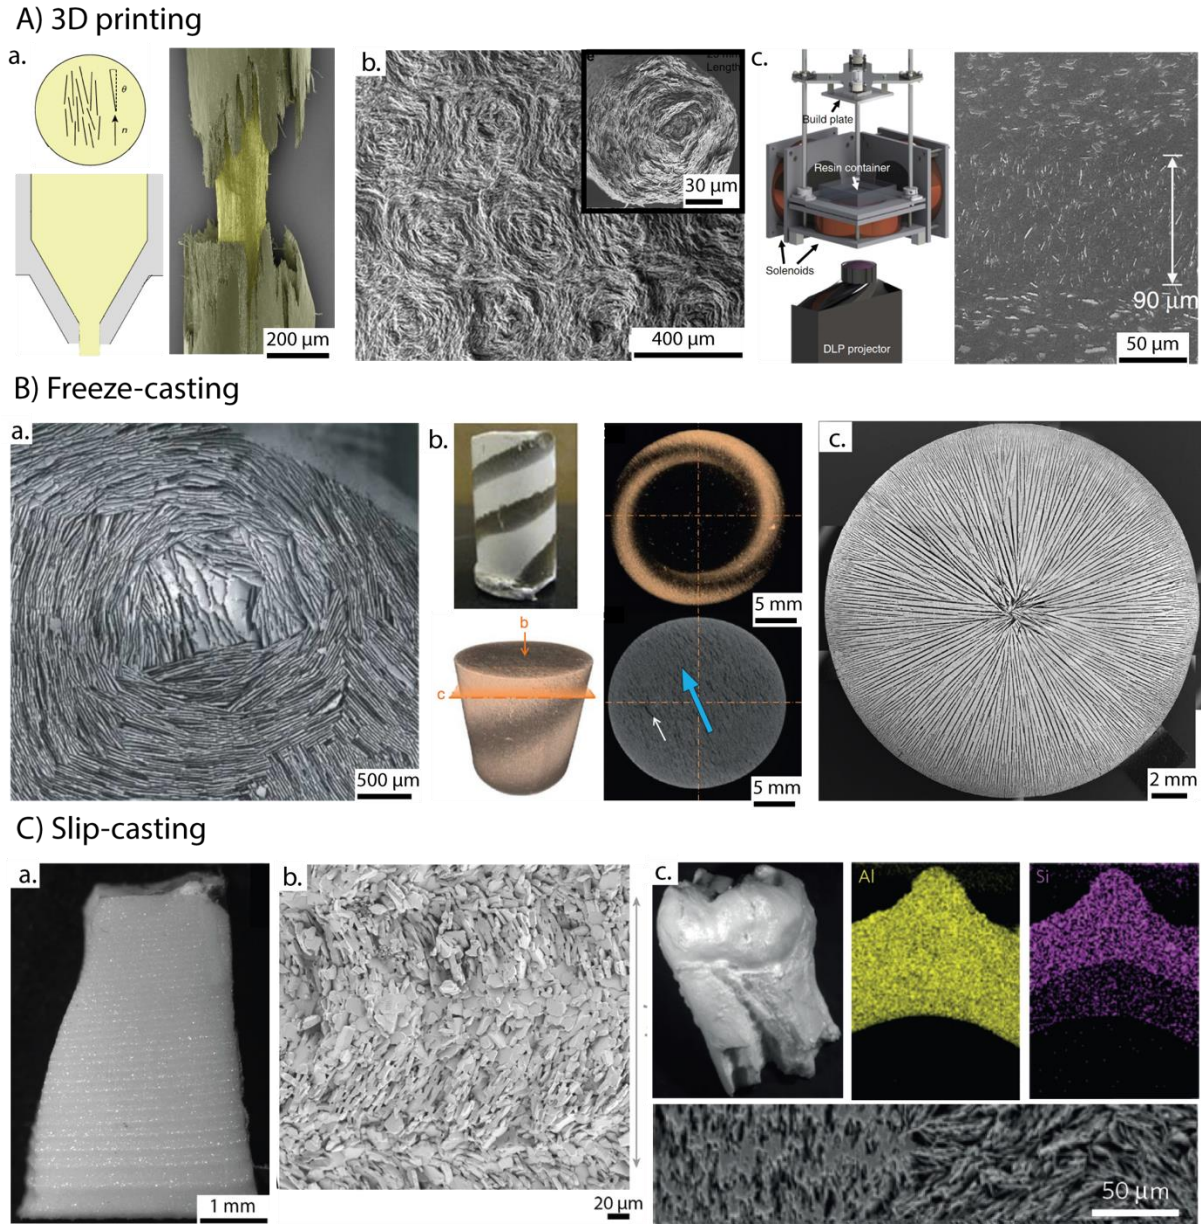 A) 3D printing
a.
θ
n
200 µm
b.
e
Length
30 µm
400 µm
c.
Build plate
Resin container
Solenoids
DLP projector
90 µm
50 µm
B) Freeze-casting
a.
500 µm
b.
b
c
5 mm
5 mm
c.
2 mm
C) Slip-casting
a.
1 mm
b.
20 µm
c.
Al
Si
50 µm